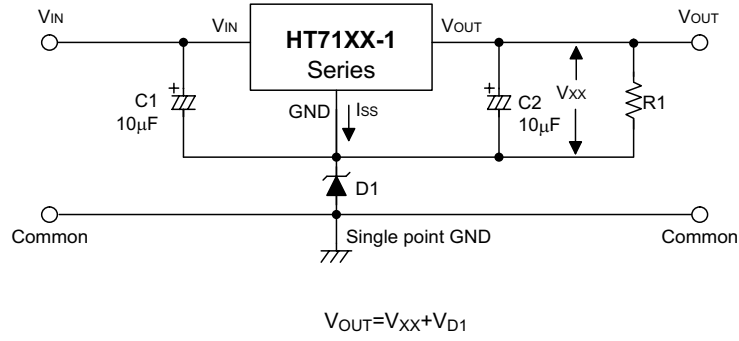 VIN
VIN
HT71XX-1
Series
VOUT
VOUT
C1
10μF
GND
ISS
C2
10μF
VXX
R1
D1
Common
Single point GND
Common
VOUT=VXX+VD1